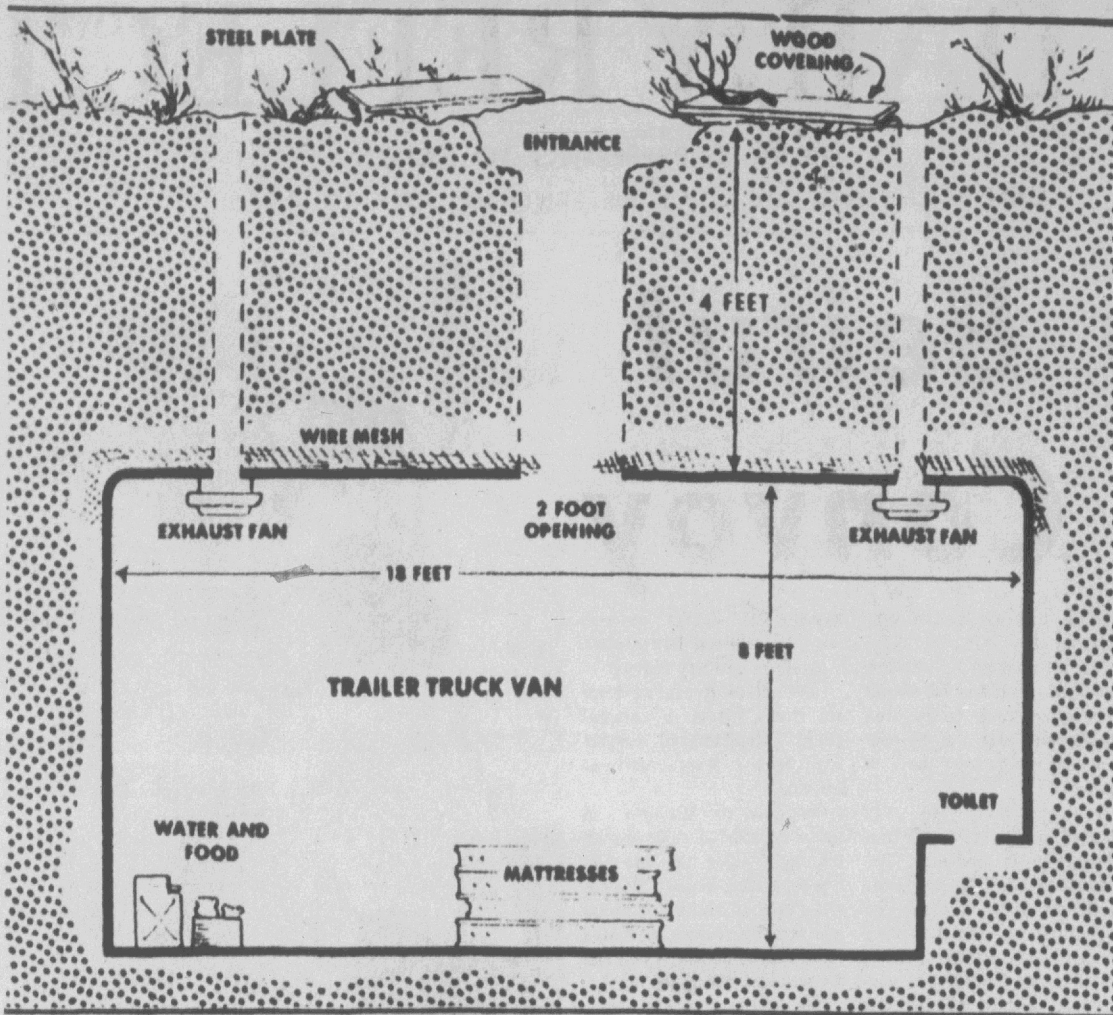 STEEL PLATE
WOOD
COVERING
ENTRANCE
4 FEET
WIRE MESH
EXHAUST FAN
2 FOOT
OPENING
EXHAUST FAN
18 FEET
8 FEET
TRAILER TRUCK VAN
TOILET
WATER AND
FOOD
MATTRESSES